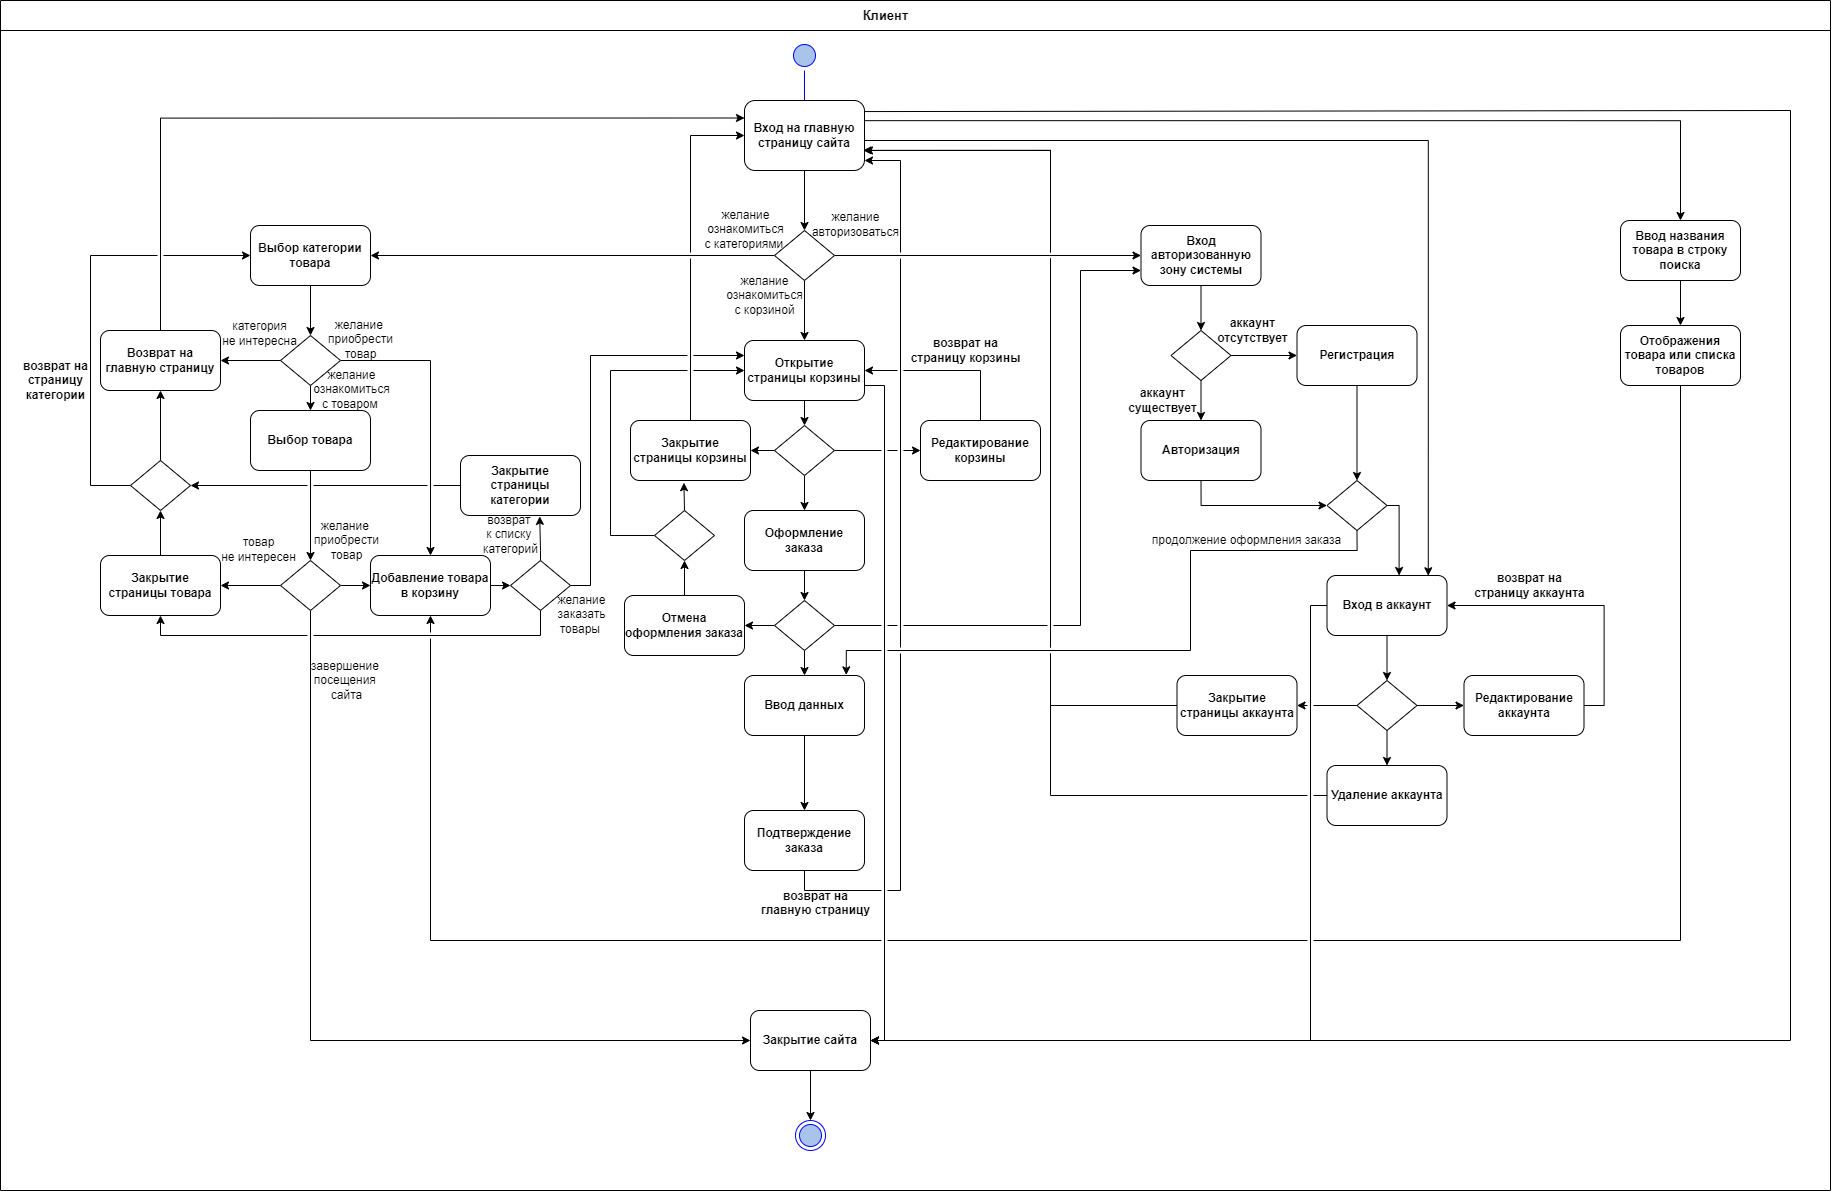 Клиент
Вход на главную
страницу сайта
желание
ознакомиться
с категориями
желание
авторизоваться
Выбор категории
товара
Вход
авторизованную
зону системы
Ввод названия
товара в строку
поиска
желание
ознакомиться
с корзиной
категория
не интересна
желание
приобрести
товар
возврат на
страницу
категории
Возврат на
главную страницу
желание
ознакомиться
с товаром
Открытие
страницы корзины
возврат на
страницу корзины
аккаунт
отсутствует
Регистрация
Отображения
товара или списка
товаров
аккаунт
существует
Выбор товара
Закрытие
страницы корзины
Редактирование
корзины
Авторизация
Закрытие
страницы
категории
возврат
к списку
категорий
товар
не интересен
желание
приобрести
товар
Оформление
заказа
продолжение оформления заказа
Закрытие
страницы товара
Добавление товара
в корзину
желание
заказать
товары
Отмена
оформления заказа
Вход в аккаунт
возврат на
страницу аккаунта
завершение
посещения
сайта
Ввод данных
Закрытие
страницы аккаунта
Редактирование
аккаунта
Удаление аккаунта
Подтверждение
заказа
возврат на
главную страницу
Закрытие сайта